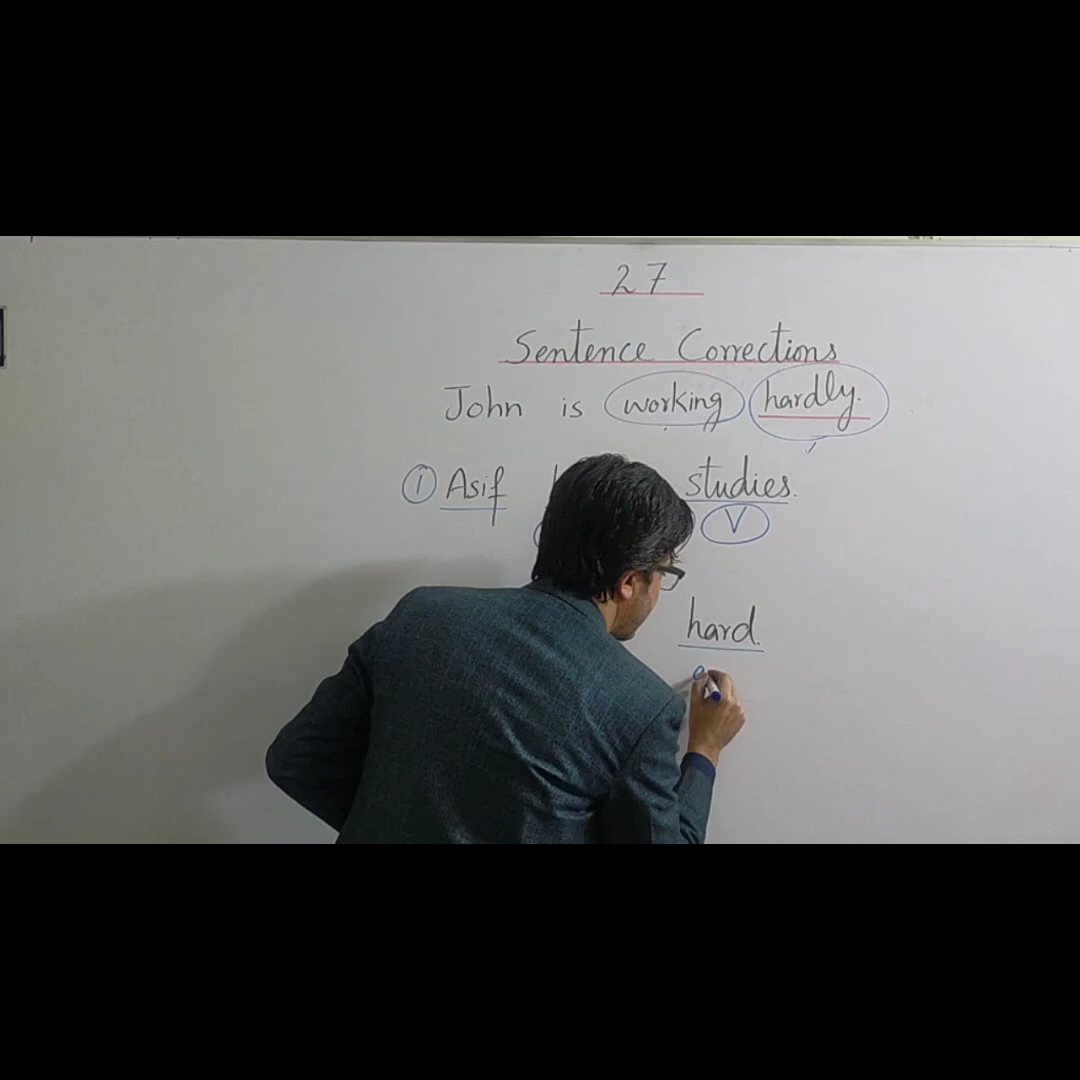 27
Sentence Corrections
John is working hardly.
1 Asif studies.
V
hard.